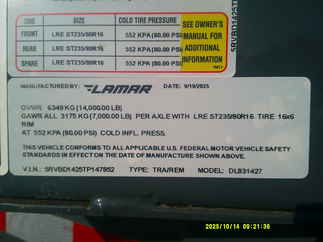 SIZE COLD TIRE PRESSURE
FRONT LRE ST235/80R16 552 KPA(80.00 PSI)
REAR LRE ST235/80R16 552 KPA(80.00 PSI)
SPARE LRE ST235/80R16 552 KPA(80.00 PSI)
SEE OWNER'S
MANUAL FOR
ADDITIONAL
INFORMATION
MANUFACTURED BY: LAMAR DATE: 9/19/2025
GVWR 6349 KG (14,000.00 LB)
GAWR ALL 3175 KG(7,000.00 LB) PER AXLE WITH LRE ST235/80R16 TIRE 16x6
RIM
AT 552 KPA (80.00 PSI) COLD INFL. PRESS.
THIS VEHICLE CONFORMS TO ALL APPLICABLE U.S. FEDERAL MOTOR VEHICLE SAFETY
STANDARDS IN EFFECT ON THE DATE OF MANUFACTURE SHOWN ABOVE.
V.I.N.: 5RVBD1425TP147952 TYPE: TRA/REM MODEL: DL831427
2025/10/14 09:21:36